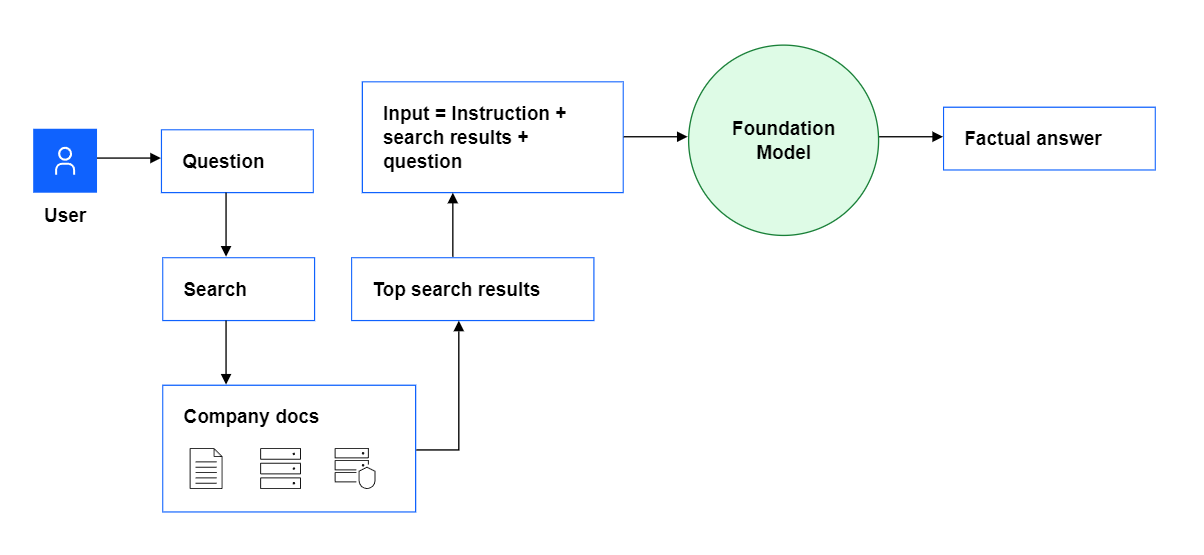 User
Question
Search
Company docs
Top search results
Input = Instruction +
search results +
question
Foundation
Model
Factual answer